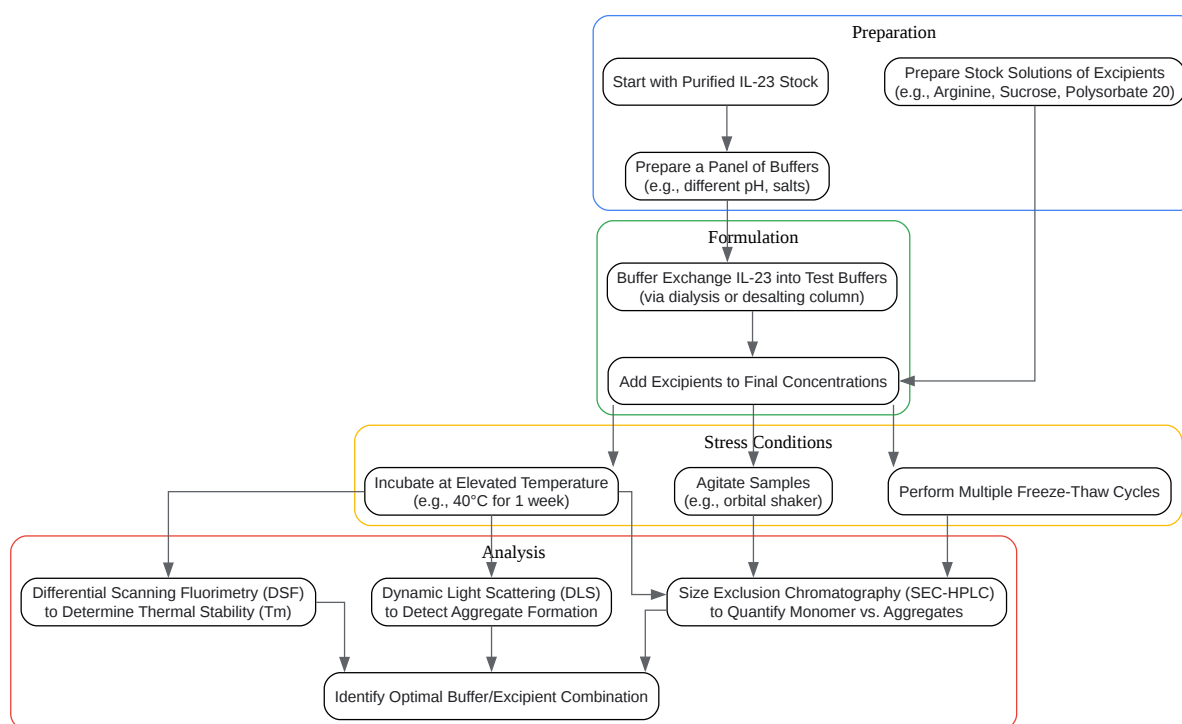 Preparation
Start with Purified IL-23 Stock
Prepare Stock Solutions of Excipients
(e.g., Arginine, Sucrose, Polysorbate 20)
Prepare a Panel of Buffers
(e.g., different pH, salts)
Formulation
Buffer Exchange IL-23 into Test Buffers
(via dialysis or desalting column)
Add Excipients to Final Concentrations
Stress Conditions
Incubate at Elevated Temperature
(e.g., 40°C for 1 week)
Agitate Samples
(e.g., orbital shaker)
Perform Multiple Freeze-Thaw Cycles
Analysis
Differential Scanning Fluorimetry (DSF)
to Determine Thermal Stability (Tm)
Dynamic Light Scattering (DLS)
to Detect Aggregate Formation
Size Exclusion Chromatography (SEC-HPLC)
to Quantify Monomer vs. Aggregates
Identify Optimal Buffer/Excipient Combination